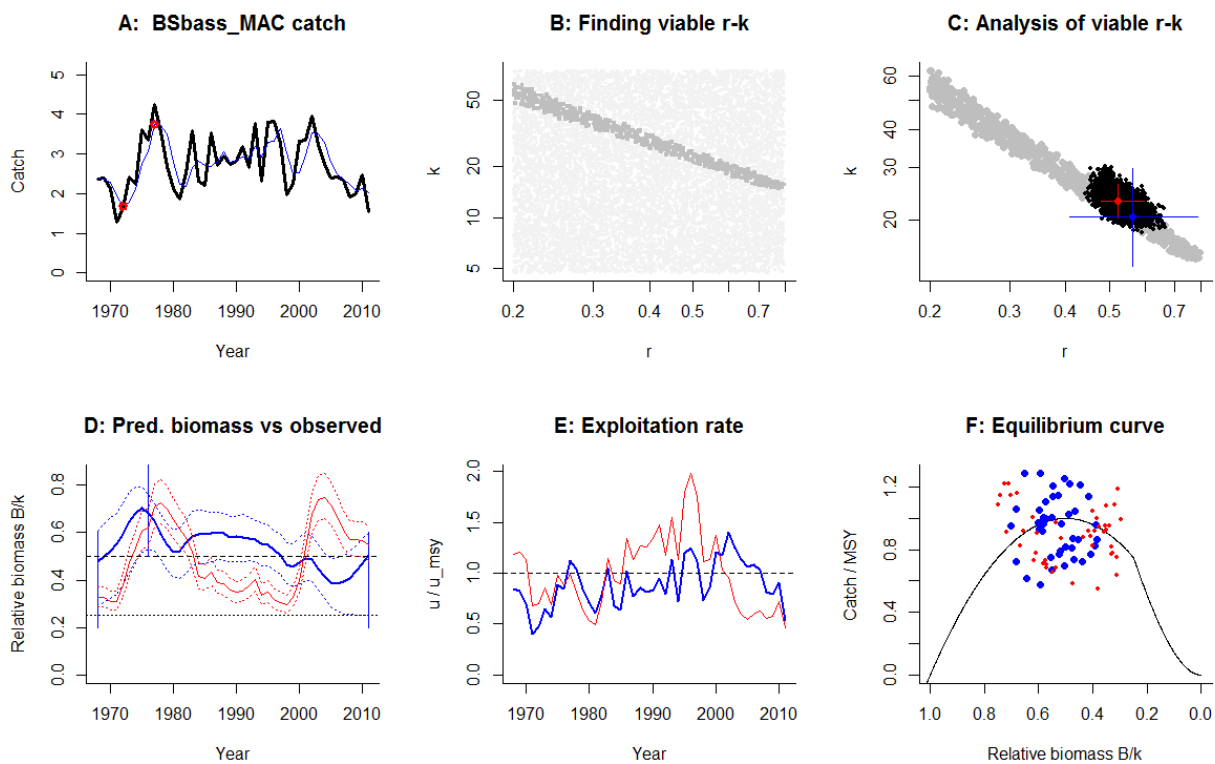 A:  BSbass_MAC catch
B: Finding viable r-k
C: Analysis of viable r-k
Catch
0 1 2 3 4 5
1970 1980 1990 2000 2010
Year
k
5 10 20 50
0.2 0.3 0.4 0.5 0.7
r
k
20 30 40 60
0.2 0.3 0.4 0.5 0.7
r
D: Pred. biomass vs observed
E: Exploitation rate
F: Equilibrium curve
Relative biomass B/k
0.0 0.2 0.4 0.6 0.8
1970 1980 1990 2000 2010
Year
u / u_msy
0.0 0.5 1.0 1.5 2.0
1970 1980 1990 2000 2010
Year
Catch / MSY
0.0 0.4 0.8 1.2
1.0 0.8 0.6 0.4 0.2 0.0
Relative biomass B/k